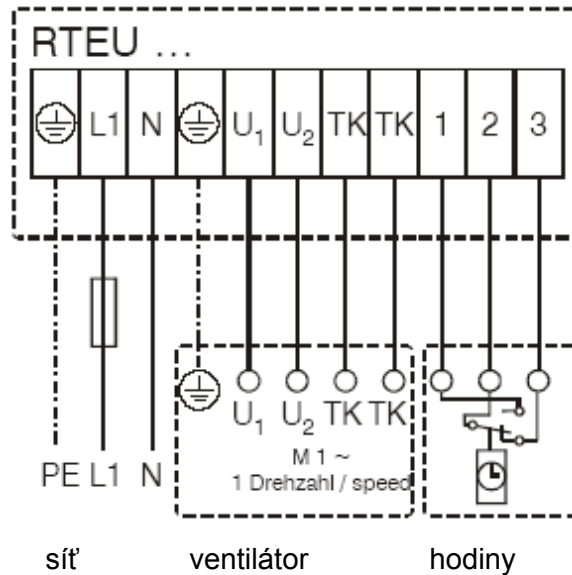 RTEU ...
L1 N U1 U2 TK TK 1 2 3
U1 U2 TK TK
M 1 ~
1 Drehzahl / speed
PE L1 N
síť ventilátor hodiny